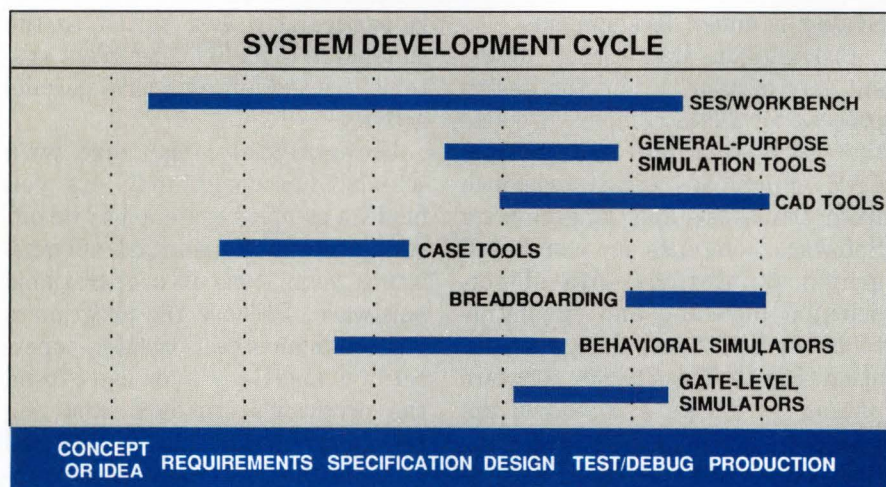 SYSTEM DEVELOPMENT CYCLE
SES/WORKBENCH
GENERAL-PURPOSE
SIMULATION TOOLS
CAD TOOLS
CASE TOOLS
BREADBOARDING
BEHAVIORAL SIMULATORS
GATE-LEVEL
SIMULATORS
CONCEPT
OR IDEA
REQUIREMENTS
SPECIFICATION
DESIGN
TEST/DEBUG
PRODUCTION